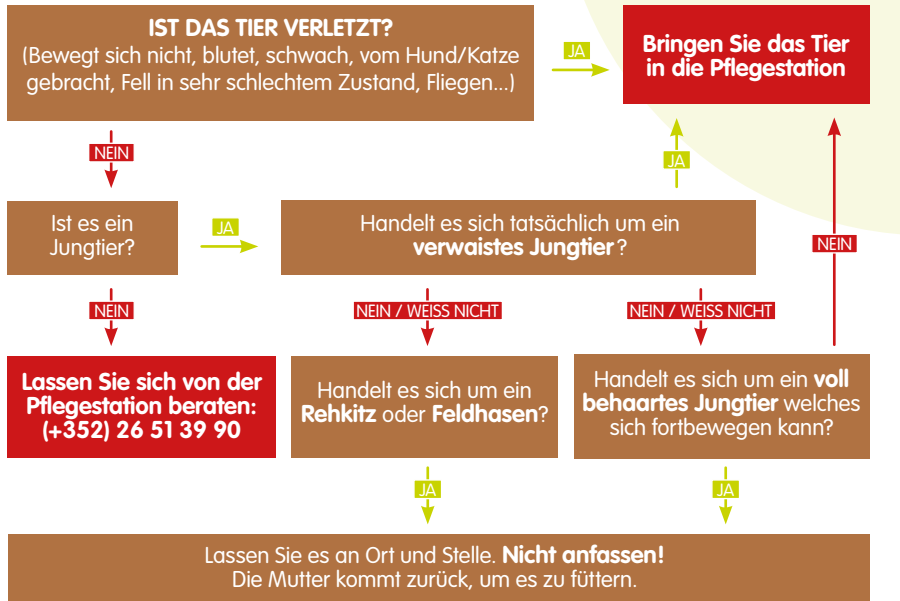 IST DAS TIER VERLETZT?
(Bewegt sich nicht, blutet, schwach, vom Hund/Katze
gebracht, Fell in sehr schlechtem Zustand, Fliegen...)
JA
Bringen Sie das Tier
in die Pflegestation
NEIN
JA
Ist es ein
Jungtier?
JA
Handelt es sich tatsächlich um ein
verwaistes Jungtier?
NEIN
NEIN
NEIN / WEISS NICHT
NEIN / WEISS NICHT
Lassen Sie sich von der
Pflegestation beraten:
(+352) 26 51 39 90
Handelt es sich um ein
Rehkitz oder Feldhasen?
Handelt es sich um ein voll
behaartes Jungtier welches
sich fortbewegen kann?
JA
JA
Lassen Sie es an Ort und Stelle. Nicht anfassen!
Die Mutter kommt zurück, um es zu füttern.